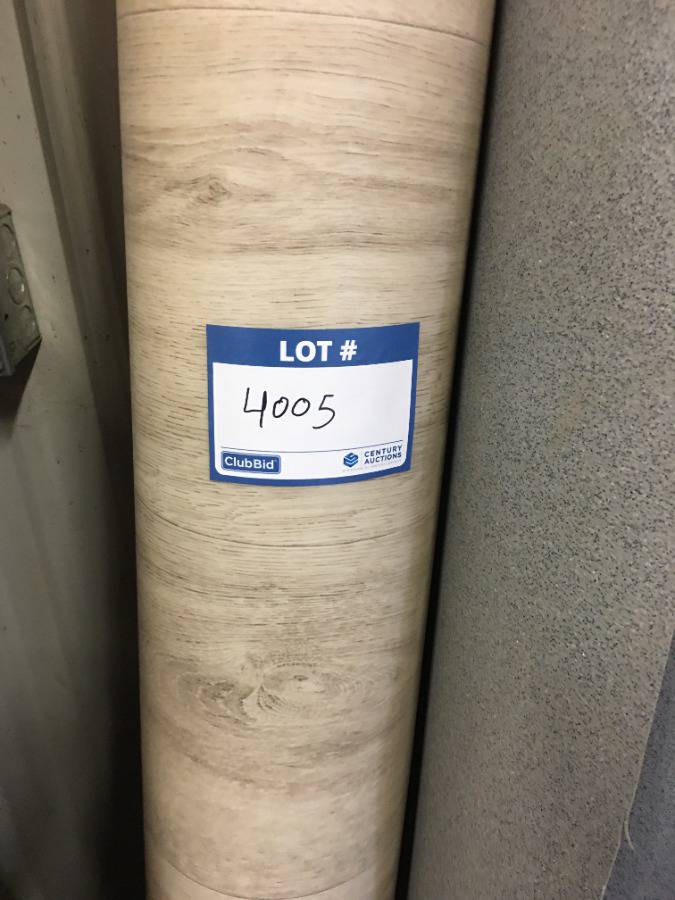 LOT #
4005
ClubBid
CENTURY
AUCTIONS